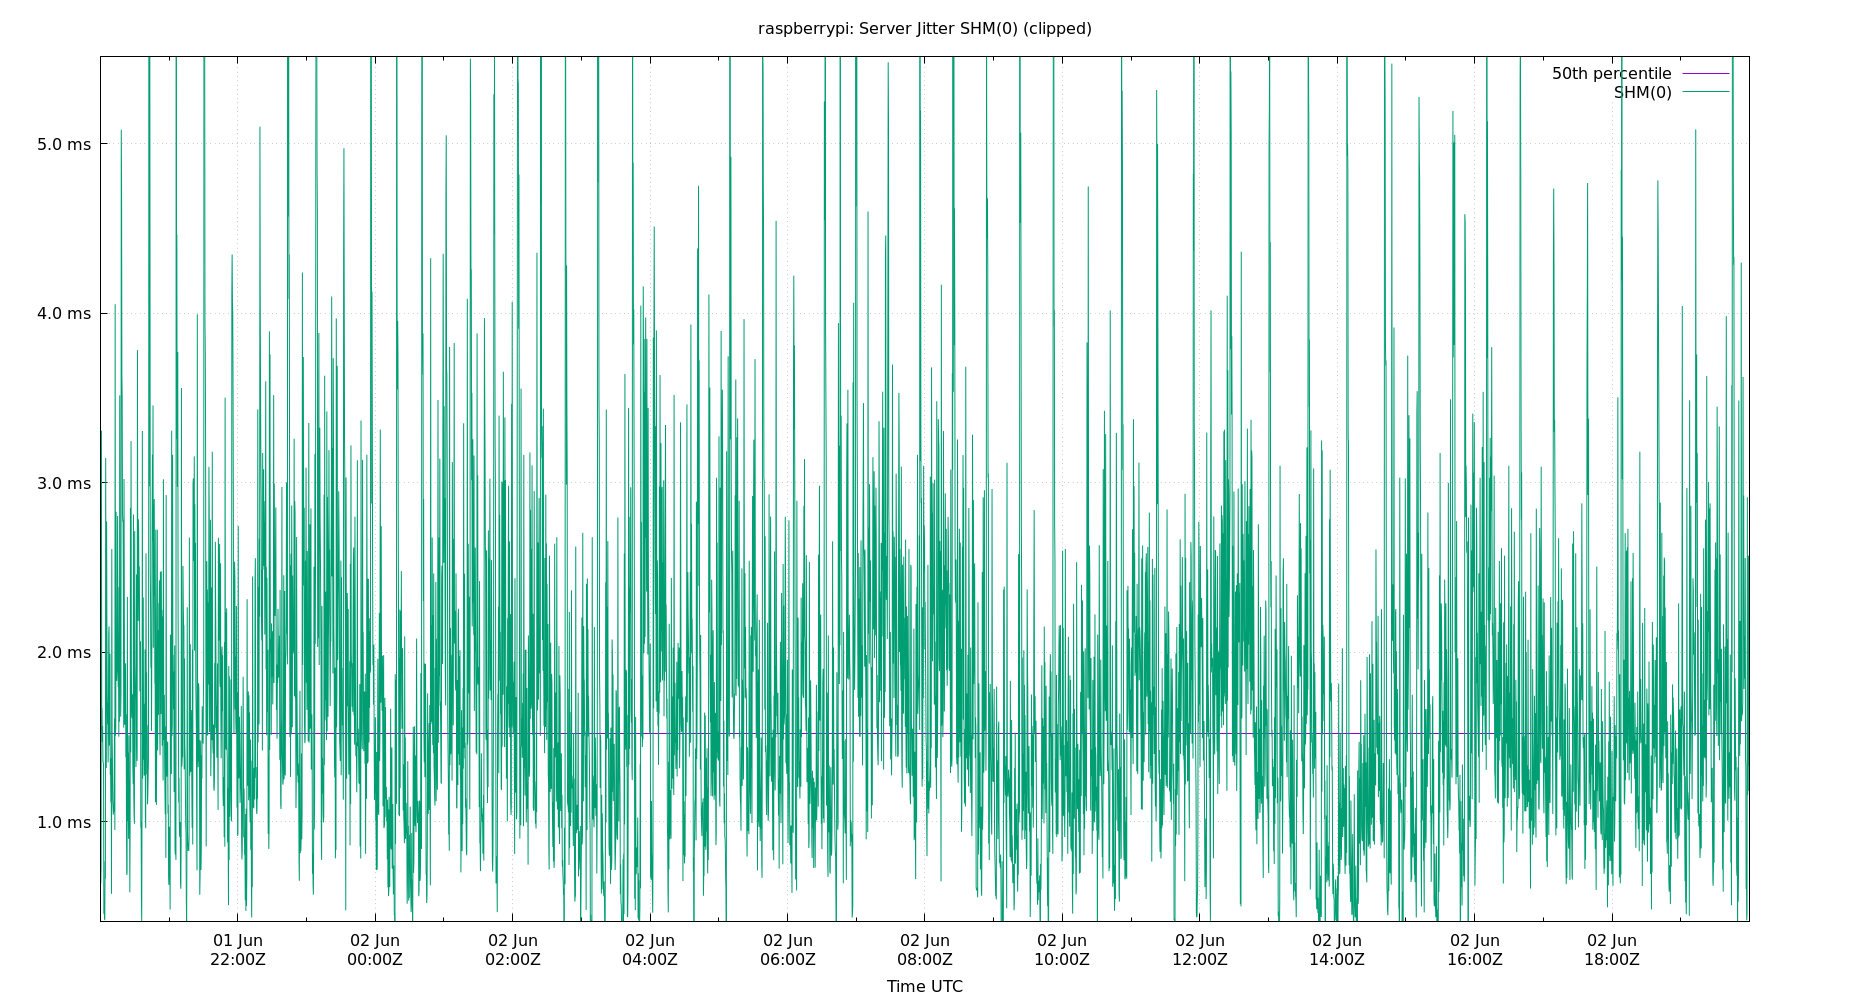 raspberrypi: Server Jitter SHM(0) (clipped)
50th percentile
SHM(0)
5.0 ms
4.0 ms
3.0 ms
2.0 ms
1.0 ms
01 Jun 02 Jun 02 Jun 02 Jun 02 Jun 02 Jun 02 Jun 02 Jun 02 Jun 02 Jun 02 Jun
22:00Z 00:00Z 02:00Z 04:00Z 06:00Z 08:00Z 10:00Z 12:00Z 14:00Z 16:00Z 18:00Z
Time UTC